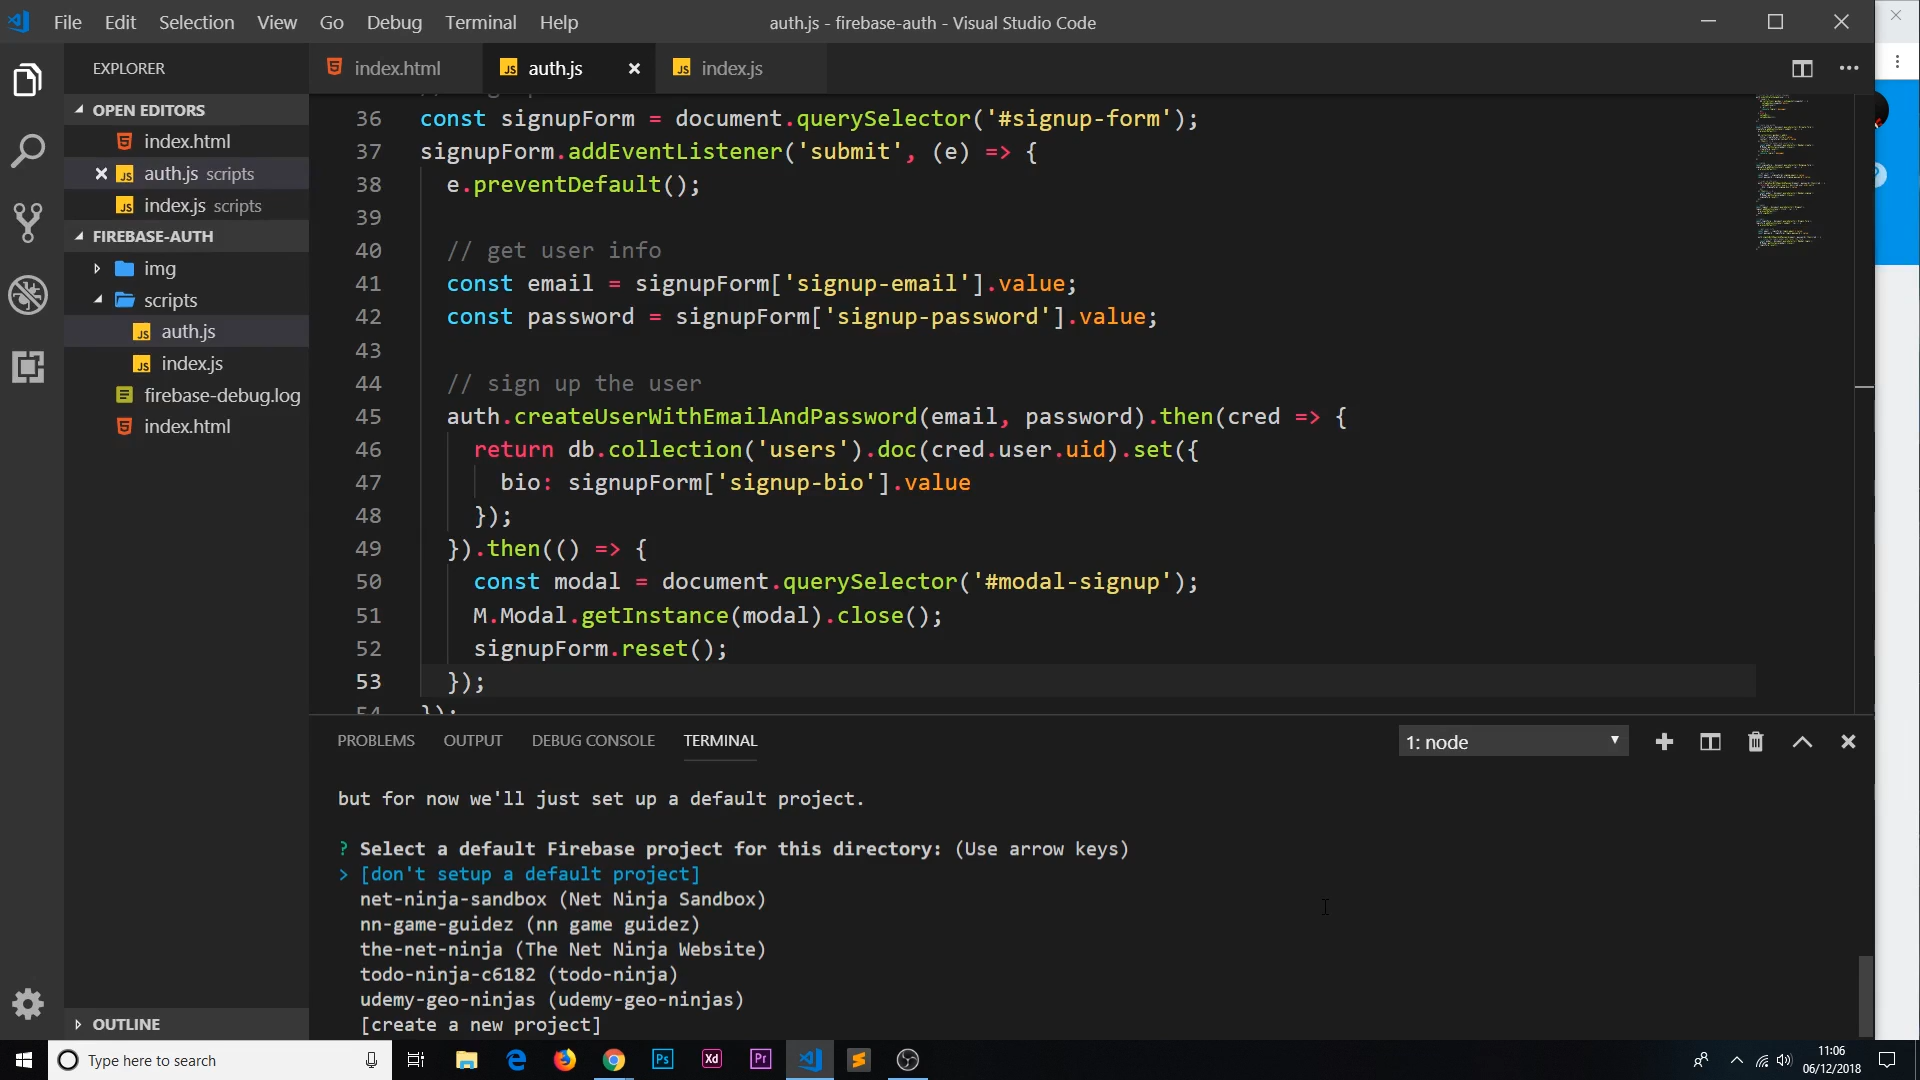 File Edit Selection View Go Debug Terminal Help
auth.js - firebase-auth - Visual Studio Code
EXPLORER
OPEN EDITORS
index.html
auth.js scripts
index.js scripts
FIREBASE-AUTH
img
scripts
auth.js
index.js
firebase-debug.log
index.html
OUTLINE
index.html
auth.js
index.js
36 const signupForm = document.querySelector('#signup-form');
37 signupForm.addEventListener('submit', (e) => {
38 e.preventDefault();
39
40 // get user info
41 const email = signupForm['signup-email'].value;
42 const password = signupForm['signup-password'].value;
43
44 // sign up the user
45 auth.createUserWithEmailAndPassword(email, password).then(cred => {
46 return db.collection('users').doc(cred.user.uid).set({
47 bio: signupForm['signup-bio'].value
48 });
49 }).then(() => {
50 const modal = document.querySelector('#modal-signup');
51 M.Modal.getInstance(modal).close();
52 signupForm.reset();
53 });
54 });
PROBLEMS OUTPUT DEBUG CONSOLE TERMINAL
1: node
but for now we'll just set up a default project.
? Select a default Firebase project for this directory: (Use arrow keys)
> [don't setup a default project]
net-ninja-sandbox (Net Ninja Sandbox)
nn-game-guidez (nn game guidez)
the-net-ninja (The Net Ninja Website)
todo-ninja-c6182 (todo-ninja)
udemy-geo-ninjas (udemy-geo-ninjas)
[create a new project]
Type here to search
Ps
Xd
Pr
11:06
06/12/2018